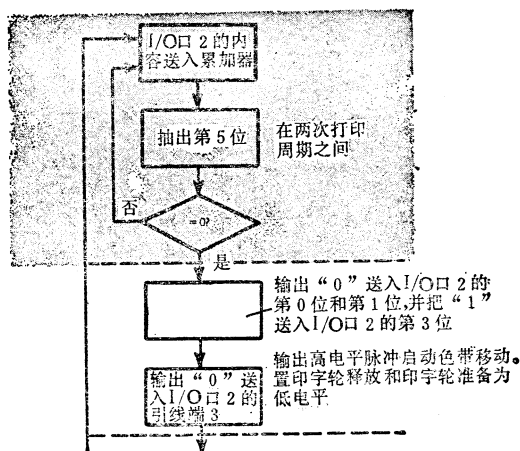 I/O口2的内
容送入累加器
抽出第5位
在两次打印
周期之间
否
=0?
是
输出“0”送入I/O口2的
第0位和第1位,并把“1”
送入I/O口2的第3位
输出高电平脉冲启动色带移动。
置印字轮释放和印字轮准备为
低电平
输出“0”送
入I/O口2的
引线端3